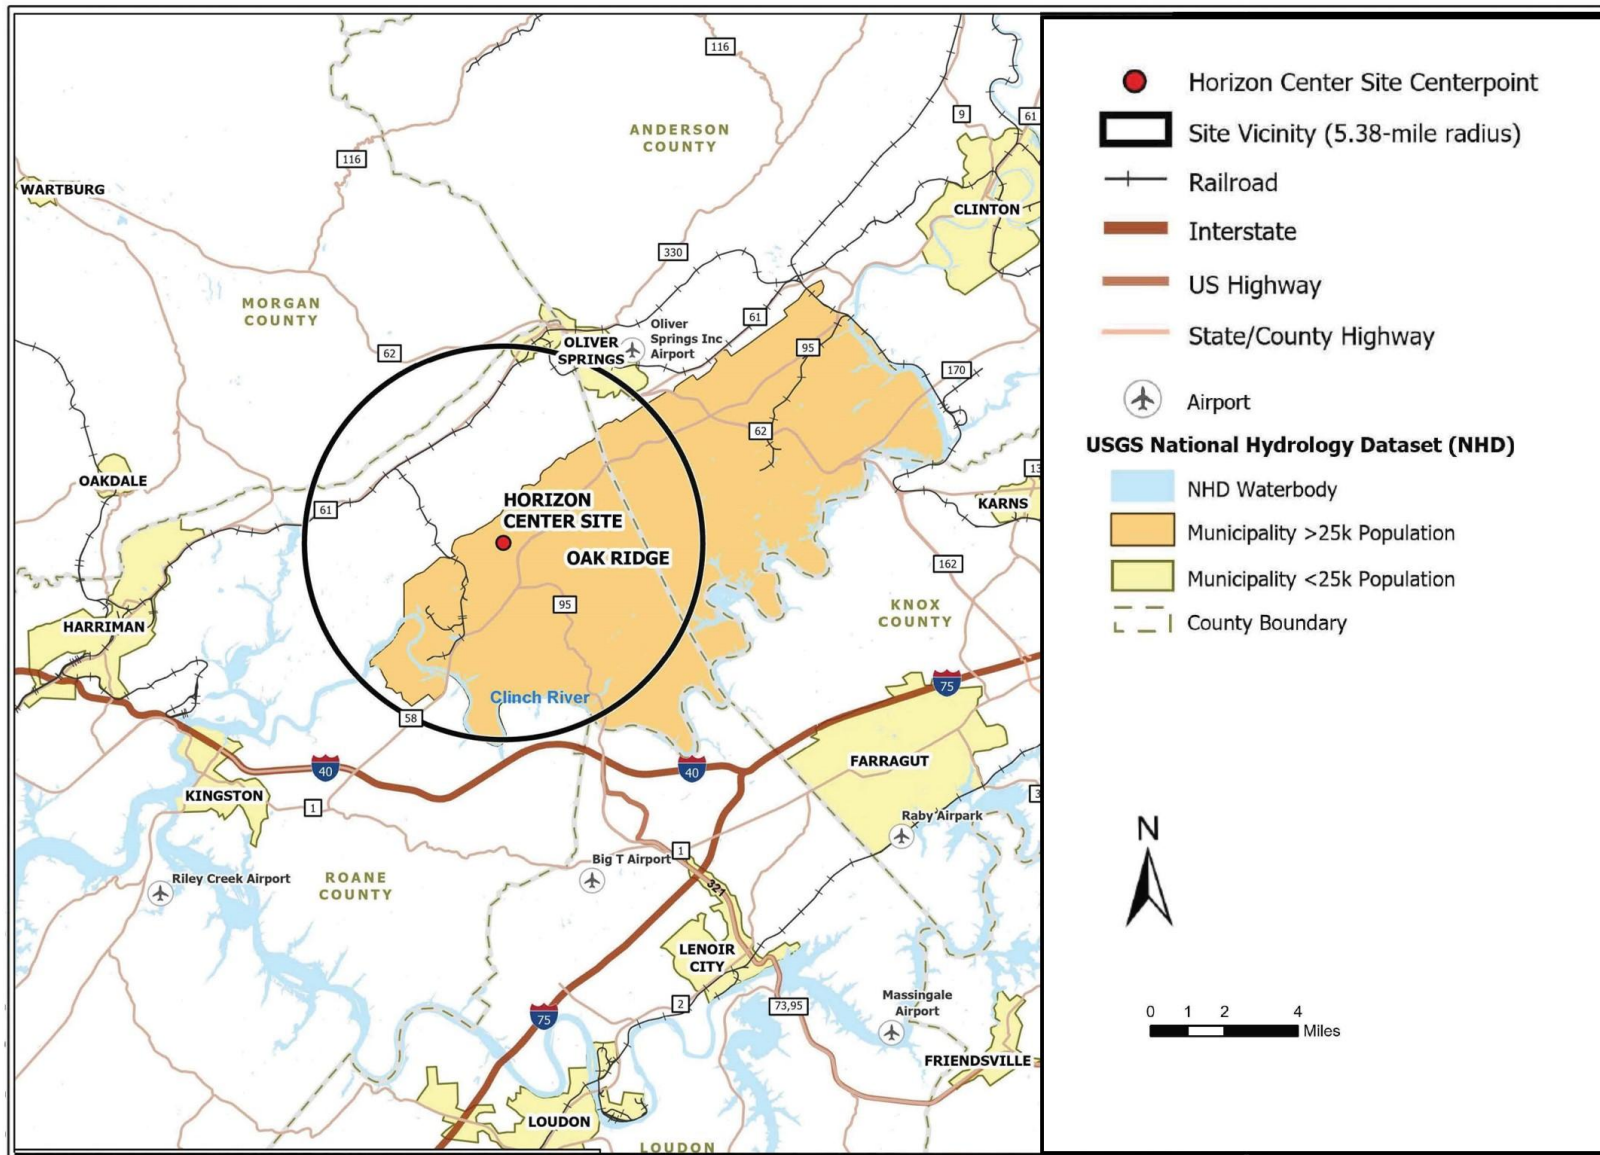 116
9
61
ANDERSON
COUNTY
116
WARTBURG
CLINTON
330
MORGAN
COUNTY
61
Oliver
Springs Inc
Airport
OLIVER
SPRINGS
62
95
170
62
OAKDALE
13
KARNS
61
HORIZON
CENTER SITE
OAK RIDGE
162
95
KNOX
COUNTY
HARRIMAN
75
Clinch River
58
40
40
FARRAGUT
KINGSTON
1
3
Raby Airpark
1
Big T Airport
Riley Creek Airport
ROANE
COUNTY
321
LENOIR
CITY
2
73,95
Massingale
Airport
75
FRIENDSVILLE
LOUDON
LOUDON
Horizon Center Site Centerpoint
Site Vicinity (5.38-mile radius)
Railroad
Interstate
US Highway
State/County Highway
Airport
USGS National Hydrology Dataset (NHD)
NHD Waterbody
Municipality >25k Population
Municipality <25k Population
County Boundary
N
0 1 2 4
Miles